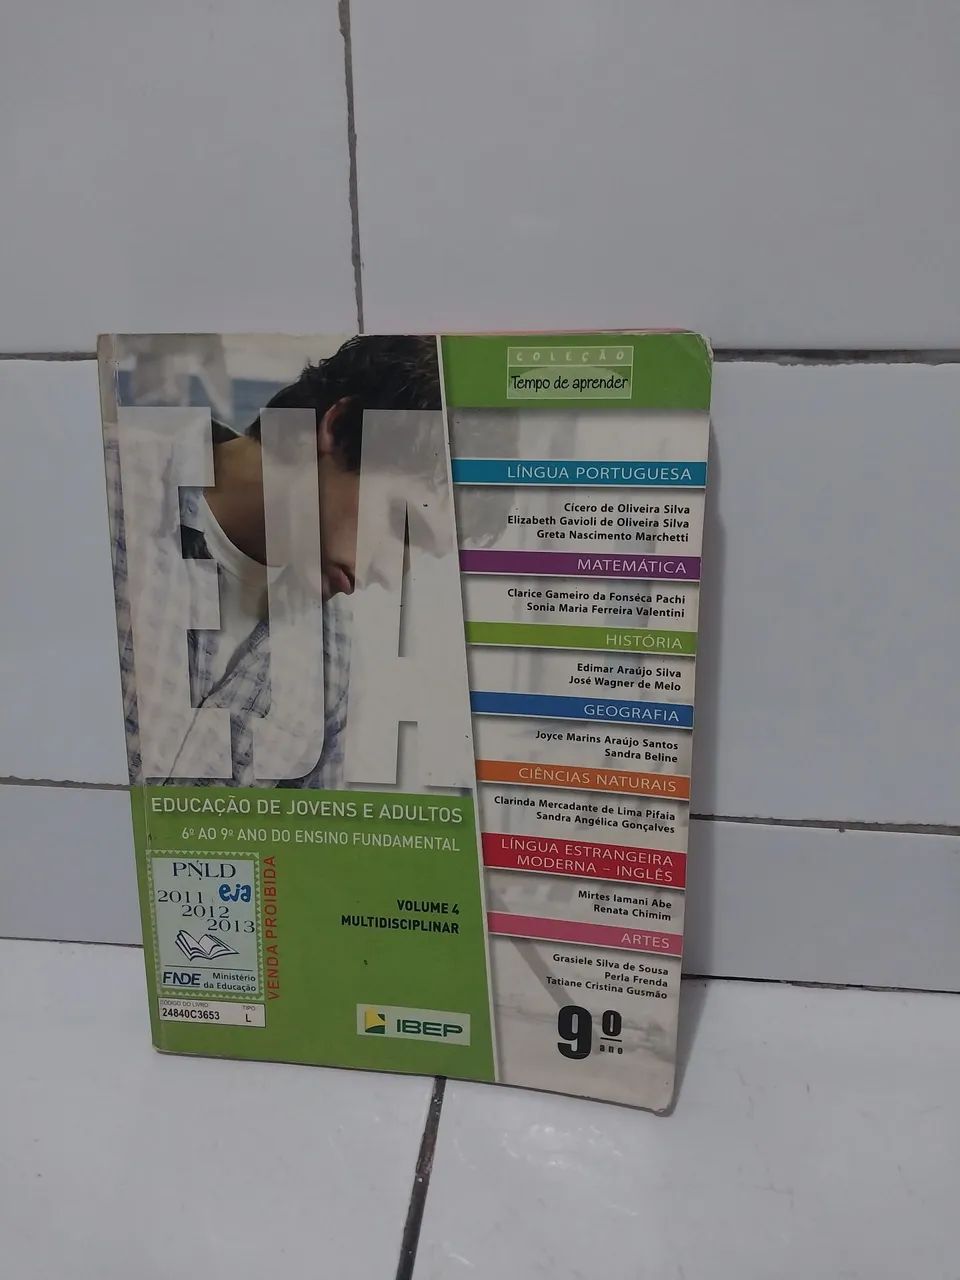 COLEÇÃO
Tempo de aprender
EJA
LÍNGUA PORTUGUESA
Cícero de Oliveira Silva
Elizabeth Gavioli de Oliveira Silva
Greta Nascimento Marchetti
MATEMÁTICA
Clarice Gameiro da Fonséca Pachi
Sonia Maria Ferreira Valentini
HISTÓRIA
Edimar Araújo Silva
José Wagner de Melo
GEOGRAFIA
Joyce Marins Araújo Santos
Sandra Beline
CIÊNCIAS NATURAIS
Clarinda Mercadante de Lima Pifaia
Sandra Angélica Gonçalves
LÍNGUA ESTRANGEIRA
MODERNA – INGLÊS
Mirtes Iamani Abe
Renata Chimim
ARTES
Grasiele Silva de Sousa
Perla Frenda
Tatiane Cristina Gusmão
9º
ano
EDUCAÇÃO DE JOVENS E ADULTOS
6º AO 9º ANO DO ENSINO FUNDAMENTAL
VOLUME 4
MULTIDISCIPLINAR
PNLD
2011 eja
2012
2013
FNDE Ministério
da Educação
VENDA PROIBIDA
CÓDIGO DO LIVRO TIPO
24840C3653 L
IBEP